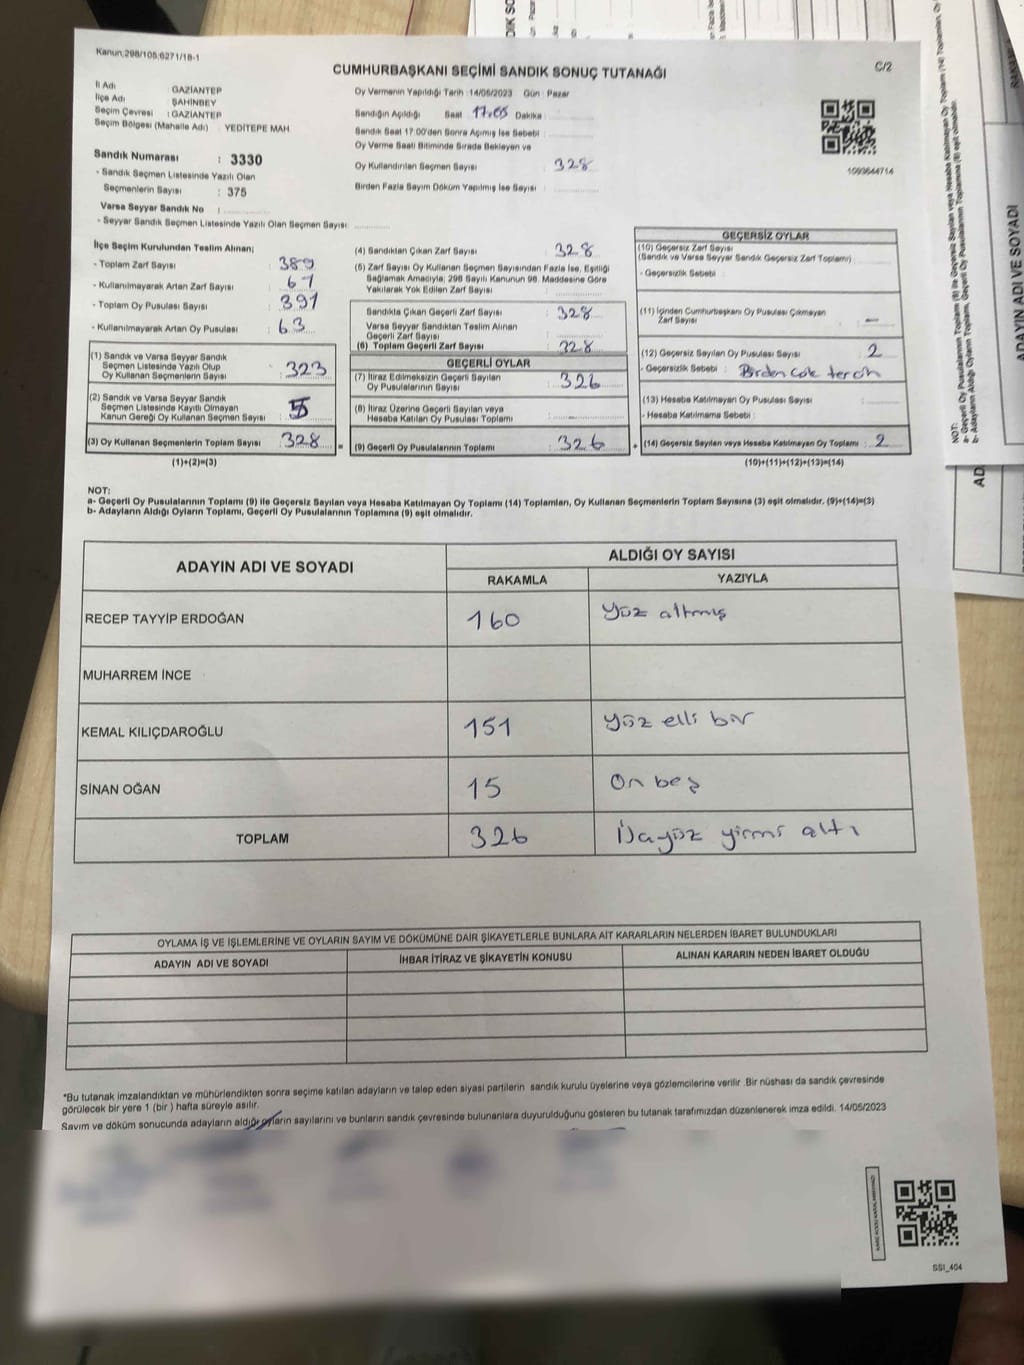 Kanun:298/105;6271/18-1
CUMHURBAŞKANI SEÇİMİ SANDIK SONUÇ TUTANAĞI
C/2
İl Adı : GAZİANTEP
İlçe Adı : ŞAHİNBEY
Seçim Çevresi : GAZİANTEP
Seçim Bölgesi (Mahalle Adı) : YEDİTEPE MAH.
Sandık Numarası : 3330
- Sandık Seçmen Listesinde Yazılı Olan
Seçmenlerin Sayısı : 375
Varsa Seyyar Sandık No :
- Seyyar Sandık Seçmen Listesinde Yazılı Olan Seçmen Sayısı :
Oy Vermenin Yapıldığı Tarih : 14/05/2023 Gün : Pazar
Sandığın Açıldığı Saat : 17.05 Dakika :
Sandık Saat 17:00'den Sonra Açımış İse Sebebi :
Oy Verme Saati Bitiminde Sırada Bekleyen ve
Oy Kullandırılan Seçmen Sayısı : 328
Birden Fazla Sayım Döküm Yapılmış İse Sayısı :
1093644714
İlçe Seçim Kurulundan Teslim Alınan;
- Toplam Zarf Sayısı : 389
- Kullanılmayarak Artan Zarf Sayısı : 61
- Toplam Oy Pusulası Sayısı : 391
- Kullanılmayarak Artan Oy Pusulası : 63
(1) Sandık ve Varsa Seyyar Sandık
Seçmen Listesinde Yazılı Olup
Oy Kullanan Seçmenlerin Sayısı : 323
(2) Sandık ve Varsa Seyyar Sandık
Seçmen Listesinde Kayıtlı Olmayan
Kanun Gereği Oy Kullanan Seçmen Sayısı : 5
(3) Oy Kullanan Seçmenlerin Toplam Sayısı : 328 =
(1)+(2)=(3)
(4) Sandıktan Çıkan Zarf Sayısı : 328
(5) Zarf Sayısı Oy Kullanan Seçmen Sayısından Fazla İse, Eşitliği
Sağlamak Amacıyla; 298 Sayılı Kanunun 98. Maddesine Göre
Yakılarak Yok Edilen Zarf Sayısı :
Sandıkta Çıkan Geçerli Zarf Sayısı : 328
Varsa Seyyar Sandıktan Teslim Alınan
Geçerli Zarf Sayısı :
(6) Toplam Geçerli Zarf Sayısı : 328
GEÇERLİ OYLAR
(7) İtiraz Edilmeksizin Geçerli Sayılan
Oy Pusulasının Sayısı : 326
(8) İtiraz Üzerine Geçerli Sayılan veya
Hesaba Katılan Oy Pusulası Toplamı :
(9) Geçerli Oy Pusulalarının Toplamı : 326 +
GEÇERSİZ OYLAR
(10) Geçersiz Zarf Sayısı
(Sandık ve Varsa Seyyar Sandık Geçersiz Zarf Toplamı) :
- Geçersizlik Sebebi :
(11) İçinden Cumhurbaşkanı Oy Pusulası Çıkmayan
Zarf Sayısı : –
(12) Geçersiz Sayılan Oy Pusulası Sayısı : 2
- Geçersizlik Sebebi : Birden çok tercih
(13) Hesaba Katılmayan Oy Pusulası Sayısı :
- Hesaba Katılmama Sebebi :
(14) Geçersiz Sayılan veya Hesaba Katılmayan Oy Toplamı : 2
(10)+(11)+(12)+(13)=(14)
NOT:
a- Geçerli Oy Pusulalarının Toplamı (9) ile Geçersiz Sayılan veya Hesaba Katılmayan Oy Toplamı (14) Toplamları, Oy Kullanan Seçmenlerin Toplam Sayısına (3) eşit olmalıdır. (9)+(14)=(3)
b- Adayların Aldığı Oyların Toplamı, Geçerli Oy Pusulalarının Toplamına (9) eşit olmalıdır.
ADAYIN ADI VE SOYADI
ALDIĞI OY SAYISI
RAKAMLA YAZIYLA
RECEP TAYYİP ERDOĞAN 160 Yüz altmış
MUHARREM İNCE
KEMAL KILIÇDAROĞLU 151 Yüz elli bir
SİNAN OĞAN 15 On beş
TOPLAM 326 Üçyüz yirmi altı
OYLAMA İŞ VE İŞLEMLERİNE VE OYLARIN SAYIM VE DÖKÜMÜNE DAİR ŞİKAYETLERLE BUNLARA AİT KARARLARIN NELERDEN İBARET BULUNDUKLARI
ADAYIN ADI VE SOYADI İHBAR İTİRAZ VE ŞİKAYETİN KONUSU ALINAN KARARIN NEDEN İBARET OLDUĞU
*Bu tutanak imzalandıktan ve mühürlendikten sonra seçime katılan adayların ve talep eden siyasi partilerin sandık kurulu üyelerine veya gözlemcilerine verilir. Bir nüshası da sandık çevresinde
görülecek bir yere 1 (bir ) hafta süreyle asılır.
Sayım ve döküm sonucunda adayların aldığı oyların sayılarını ve bunların sandık çevresinde bulunanlara duyurulduğunu gösteren bu tutanak tarafımızdan düzenlenerek imza edildi. 14/05/2023
SSI_404
ADAYIN ADI VE SOYADI